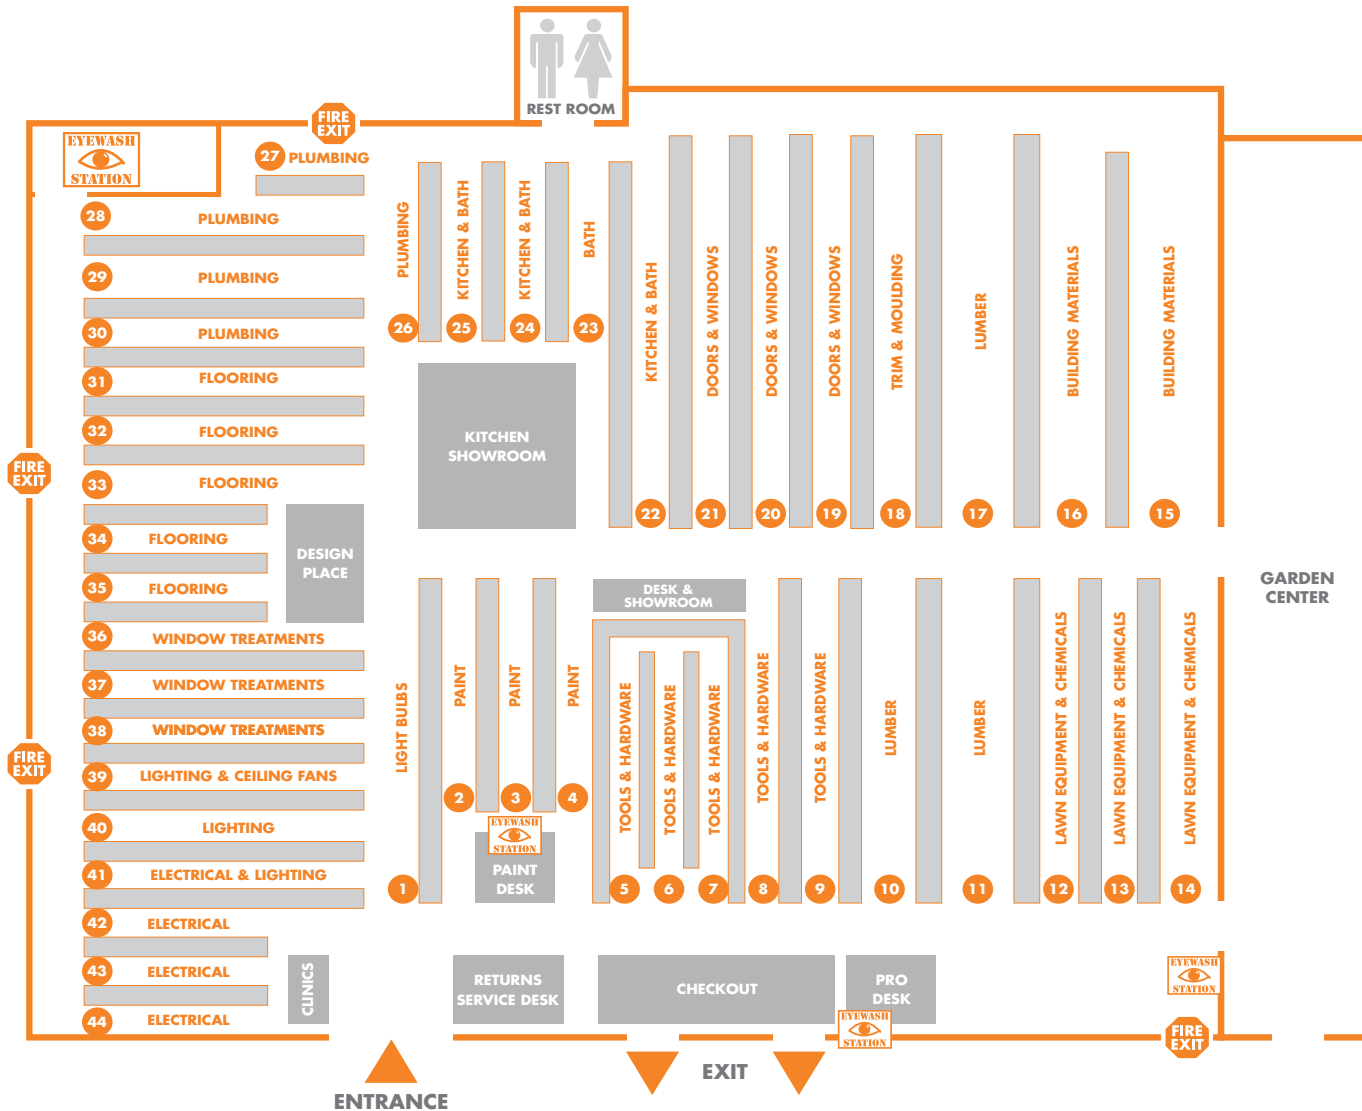 REST ROOM
FIRE
EXIT
EYEWASH
STATION
27 PLUMBING
28 PLUMBING
29 PLUMBING
30 PLUMBING
31 FLOORING
32 FLOORING
33 FLOORING
34 FLOORING
35 FLOORING
36 WINDOW TREATMENTS
37 WINDOW TREATMENTS
38 WINDOW TREATMENTS
39 LIGHTING & CEILING FANS
40 LIGHTING
41 ELECTRICAL & LIGHTING
42 ELECTRICAL
43 ELECTRICAL
44 ELECTRICAL
FIRE
EXIT
FIRE
EXIT
DESIGN
PLACE
CLINICS
PLUMBING
26
KITCHEN & BATH
25
KITCHEN & BATH
24
BATH
23
KITCHEN
SHOWROOM
KITCHEN & BATH
22
DOORS & WINDOWS
21
DOORS & WINDOWS
20
DOORS & WINDOWS
19
TRIM & MOULDING
18
LUMBER
17
BUILDING MATERIALS
16
BUILDING MATERIALS
15
GARDEN
CENTER
LIGHT BULBS
1
PAINT
2
PAINT
3
PAINT
4
EYEWASH
STATION
PAINT
DESK
DESK &
SHOWROOM
TOOLS & HARDWARE
5
TOOLS & HARDWARE
6
TOOLS & HARDWARE
7
TOOLS & HARDWARE
8
TOOLS & HARDWARE
9
LUMBER
10
LUMBER
11
LAWN EQUIPMENT & CHEMICALS
12
LAWN EQUIPMENT & CHEMICALS
13
LAWN EQUIPMENT & CHEMICALS
14
RETURNS
SERVICE DESK
CHECKOUT
PRO
DESK
EYEWASH
STATION
EYEWASH
STATION
FIRE
EXIT
EXIT
ENTRANCE